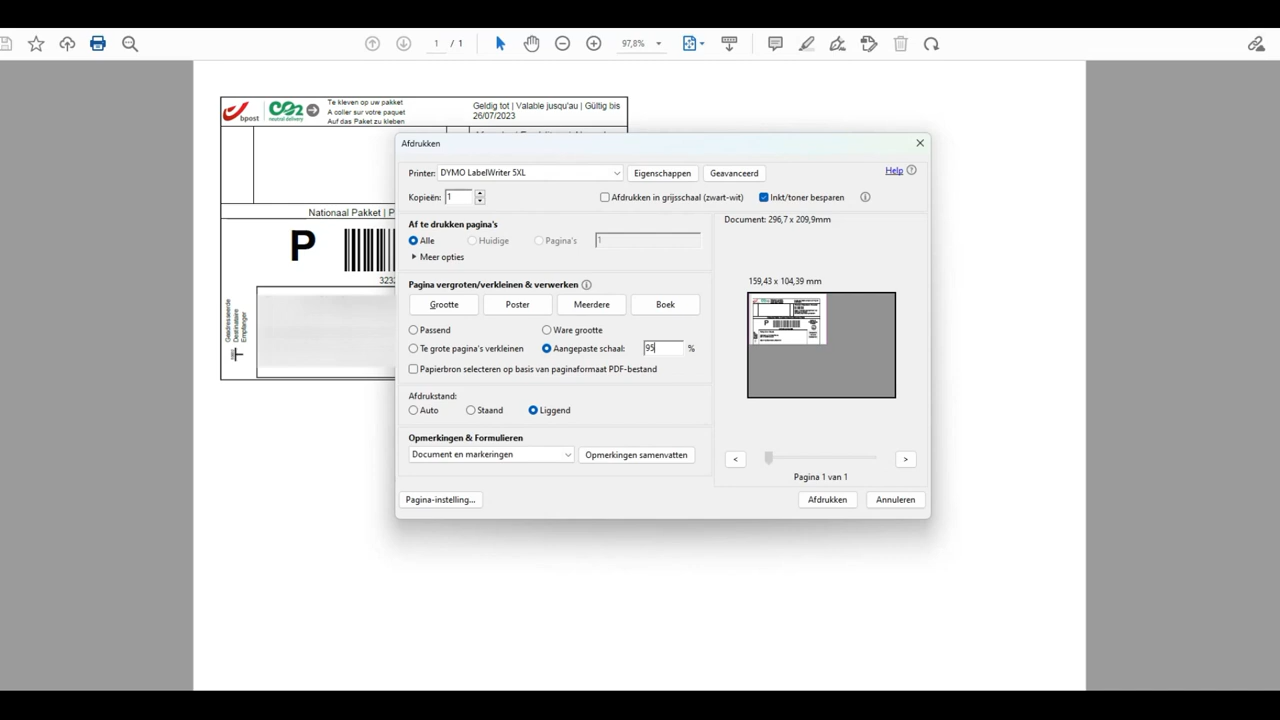 1 / 1
97,8%
bpost
CO2
neutral delivery
Te kleven op uw pakket
A coller sur votre paquet
Auf das Paket zu kleben
Geldig tot | Valable jusqu'au | Gültig bis
26/07/2023
Nationaal Pakket | P
P
323
Geadresseerde
Destinataire
Empfänger
Afdrukken
Printer:
DYMO LabelWriter 5XL
Eigenschappen
Geavanceerd
Help
Kopieën:
1
Afdrukken in grijsschaal (zwart-wit)
Inkt/toner besparen
Af te drukken pagina's
Alle
Huidige
Pagina's
1
Meer opties
Pagina vergroten/verkleinen & verwerken
Grootte
Poster
Meerdere
Boek
Passend
Ware grootte
Te grote pagina's verkleinen
Aangepaste schaal:
95
%
Papierbron selecteren op basis van paginaformaat PDF-bestand
Afdrukstand:
Auto
Staand
Liggend
Opmerkingen & Formulieren
Document en markeringen
Opmerkingen samenvatten
Pagina-instelling...
Document: 296,7 x 209,9mm
159,43 x 104,39 mm
P
<
>
Pagina 1 van 1
Afdrukken
Annuleren